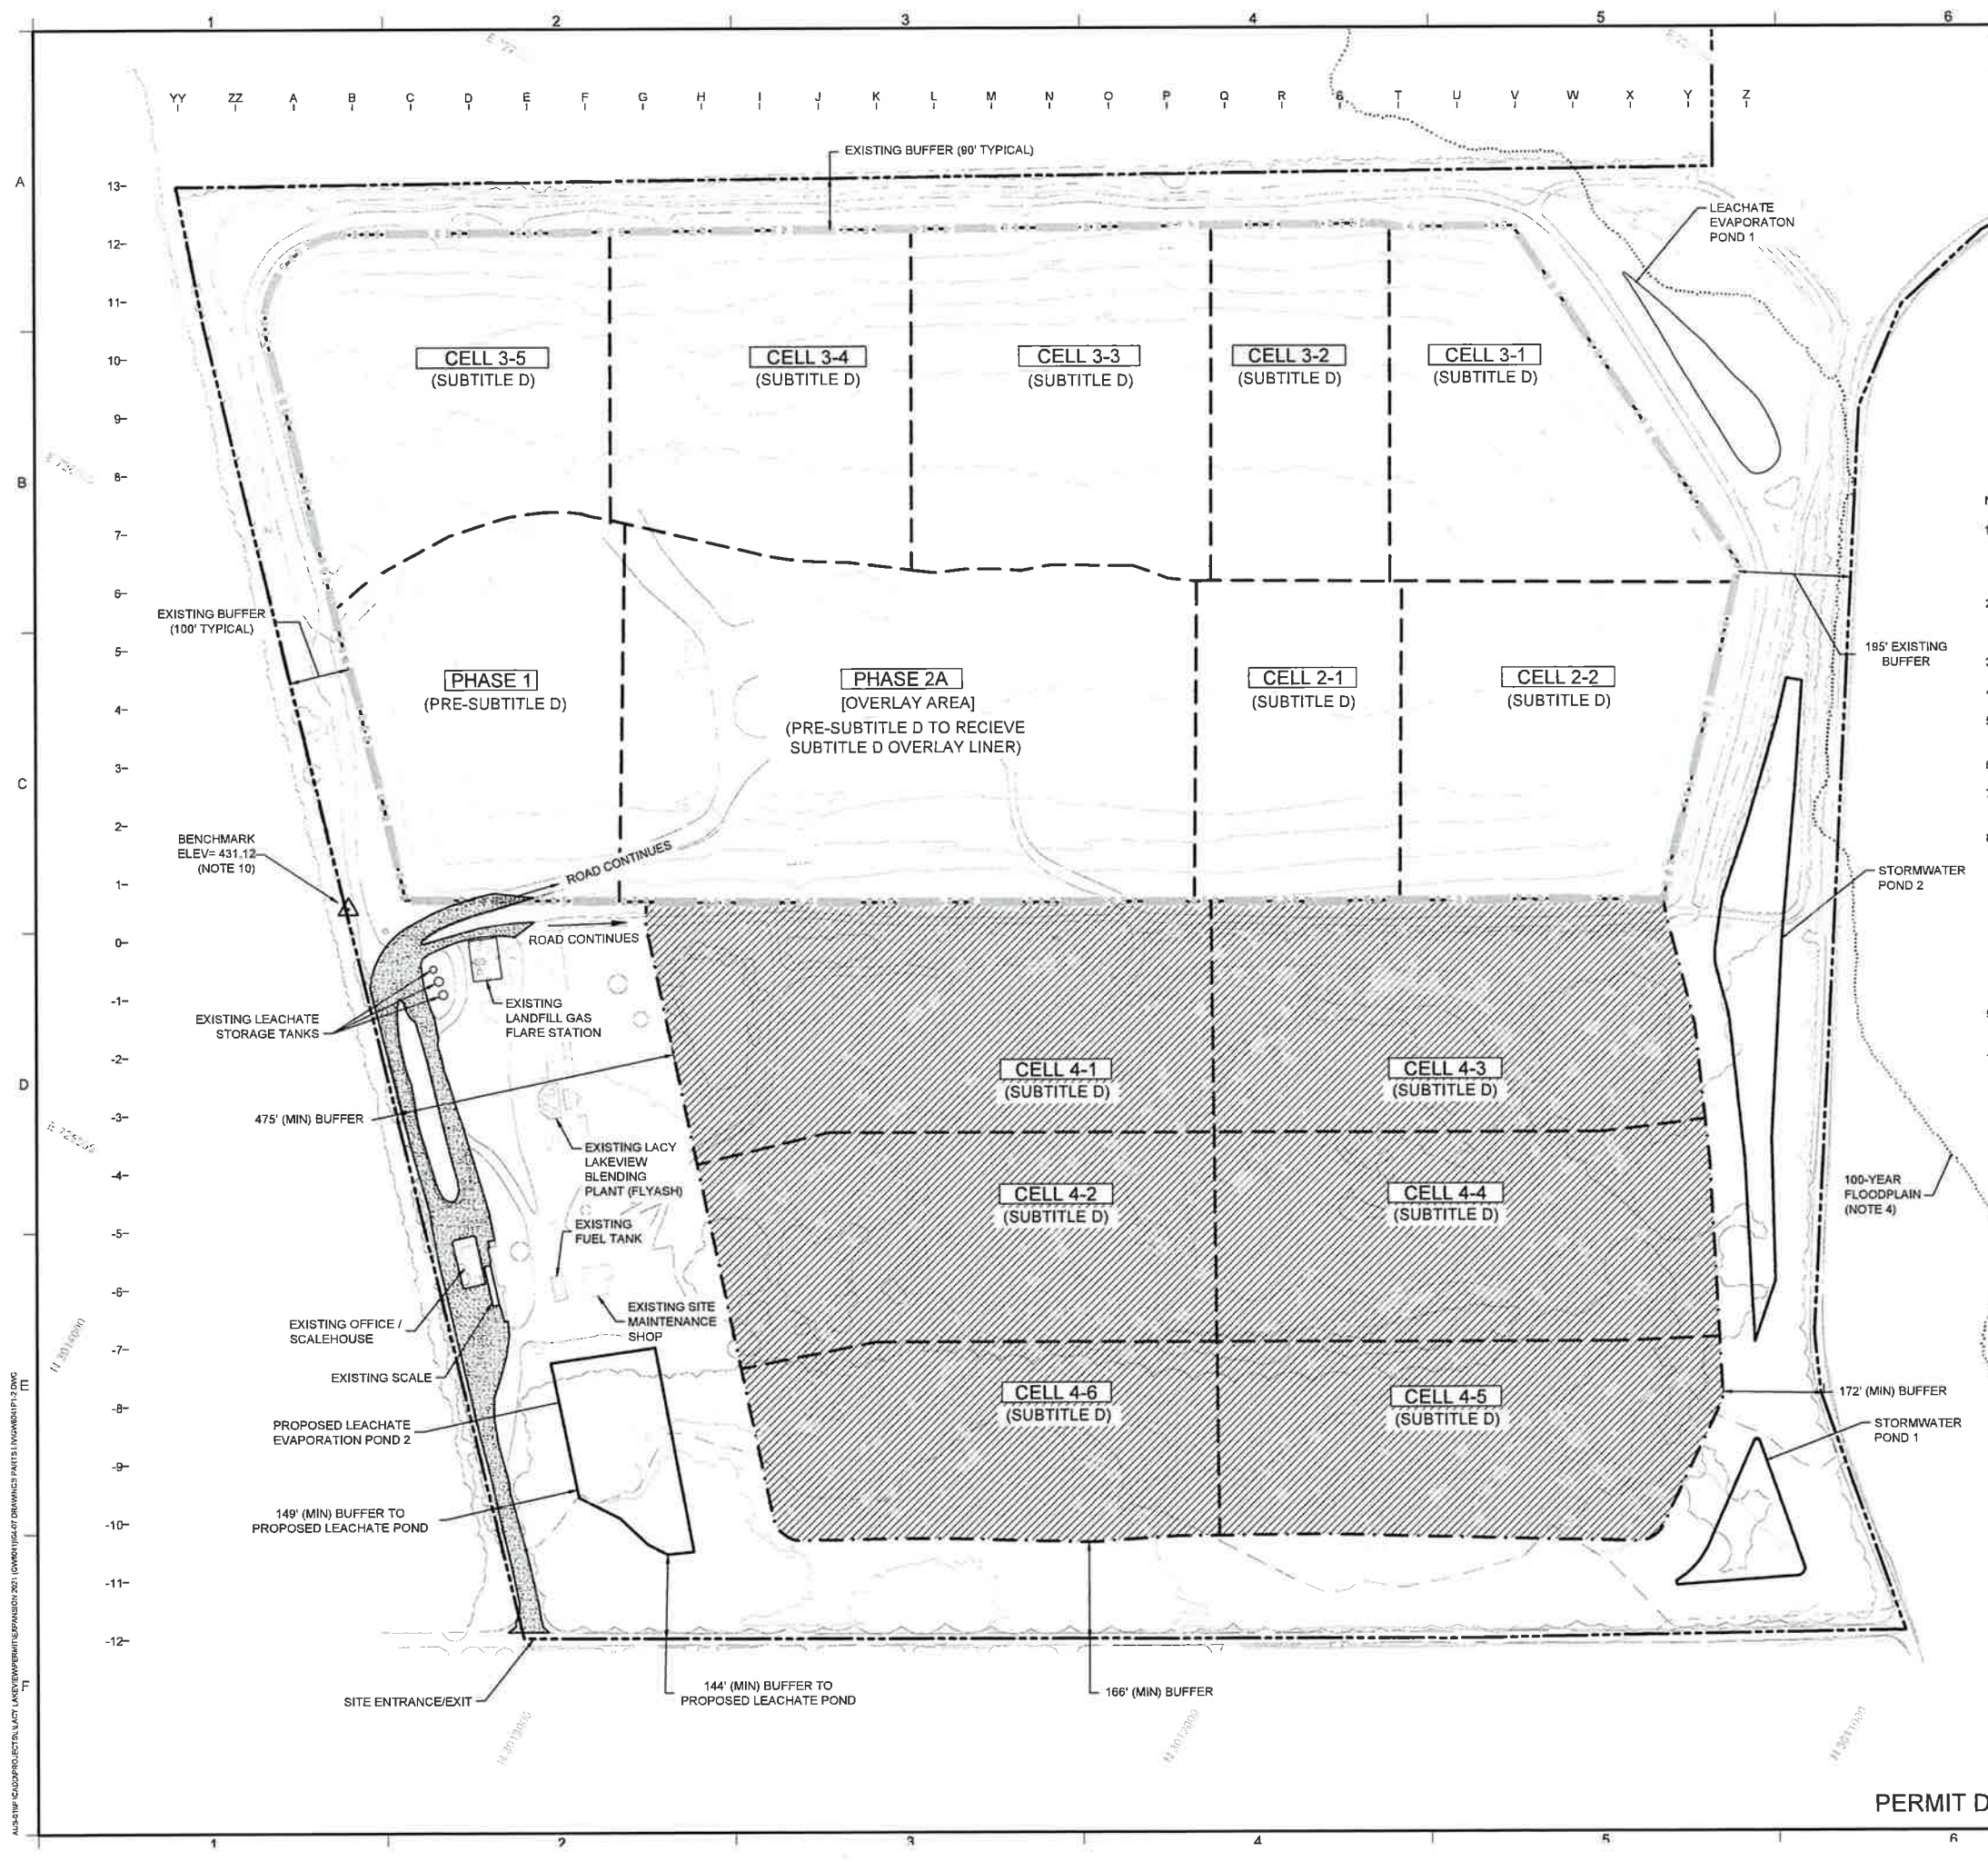 1 2 3 4 5 6
YY ZZ A B C D E F G H I J K L M N O P Q R S T U V W X Y Z
A
B
C
D
E
F
13
12
11
10
9
8
7
6
5
4
3
2
1
0
-1
-2
-3
-4
-5
-6
-7
-8
-9
-10
-11
-12
EXISTING BUFFER (90' TYPICAL)
LEACHATE
EVAPORATON
POND 1
CELL 3-5
(SUBTITLE D)
CELL 3-4
(SUBTITLE D)
CELL 3-3
(SUBTITLE D)
CELL 3-2
(SUBTITLE D)
CELL 3-1
(SUBTITLE D)
EXISTING BUFFER
(100' TYPICAL)
195' EXISTING
BUFFER
PHASE 1
(PRE-SUBTITLE D)
PHASE 2A
[OVERLAY AREA]
(PRE-SUBTITLE D TO RECIEVE
SUBTITLE D OVERLAY LINER)
CELL 2-1
(SUBTITLE D)
CELL 2-2
(SUBTITLE D)
BENCHMARK
ELEV= 431.12
(NOTE 10)
ROAD CONTINUES
ROAD CONTINUES
STORMWATER
POND 2
EXISTING LEACHATE
STORAGE TANKS
EXISTING
LANDFILL GAS
FLARE STATION
475' (MIN) BUFFER
EXISTING LACY
LAKEVIEW
BLENDING
PLANT (FLYASH)
EXISTING
FUEL TANK
CELL 4-1
(SUBTITLE D)
CELL 4-3
(SUBTITLE D)
CELL 4-2
(SUBTITLE D)
CELL 4-4
(SUBTITLE D)
100-YEAR
FLOODPLAIN
(NOTE 4)
EXISTING OFFICE /
SCALEHOUSE
EXISTING SITE
MAINTENANCE
SHOP
EXISTING SCALE
CELL 4-6
(SUBTITLE D)
CELL 4-5
(SUBTITLE D)
172' (MIN) BUFFER
PROPOSED LEACHATE
EVAPORATION POND 2
STORMWATER
POND 1
149' (MIN) BUFFER TO
PROPOSED LEACHATE POND
SITE ENTRANCE/EXIT
144' (MIN) BUFFER TO
PROPOSED LEACHATE POND
166' (MIN) BUFFER
PERMIT D
1 2 3 4 5 6